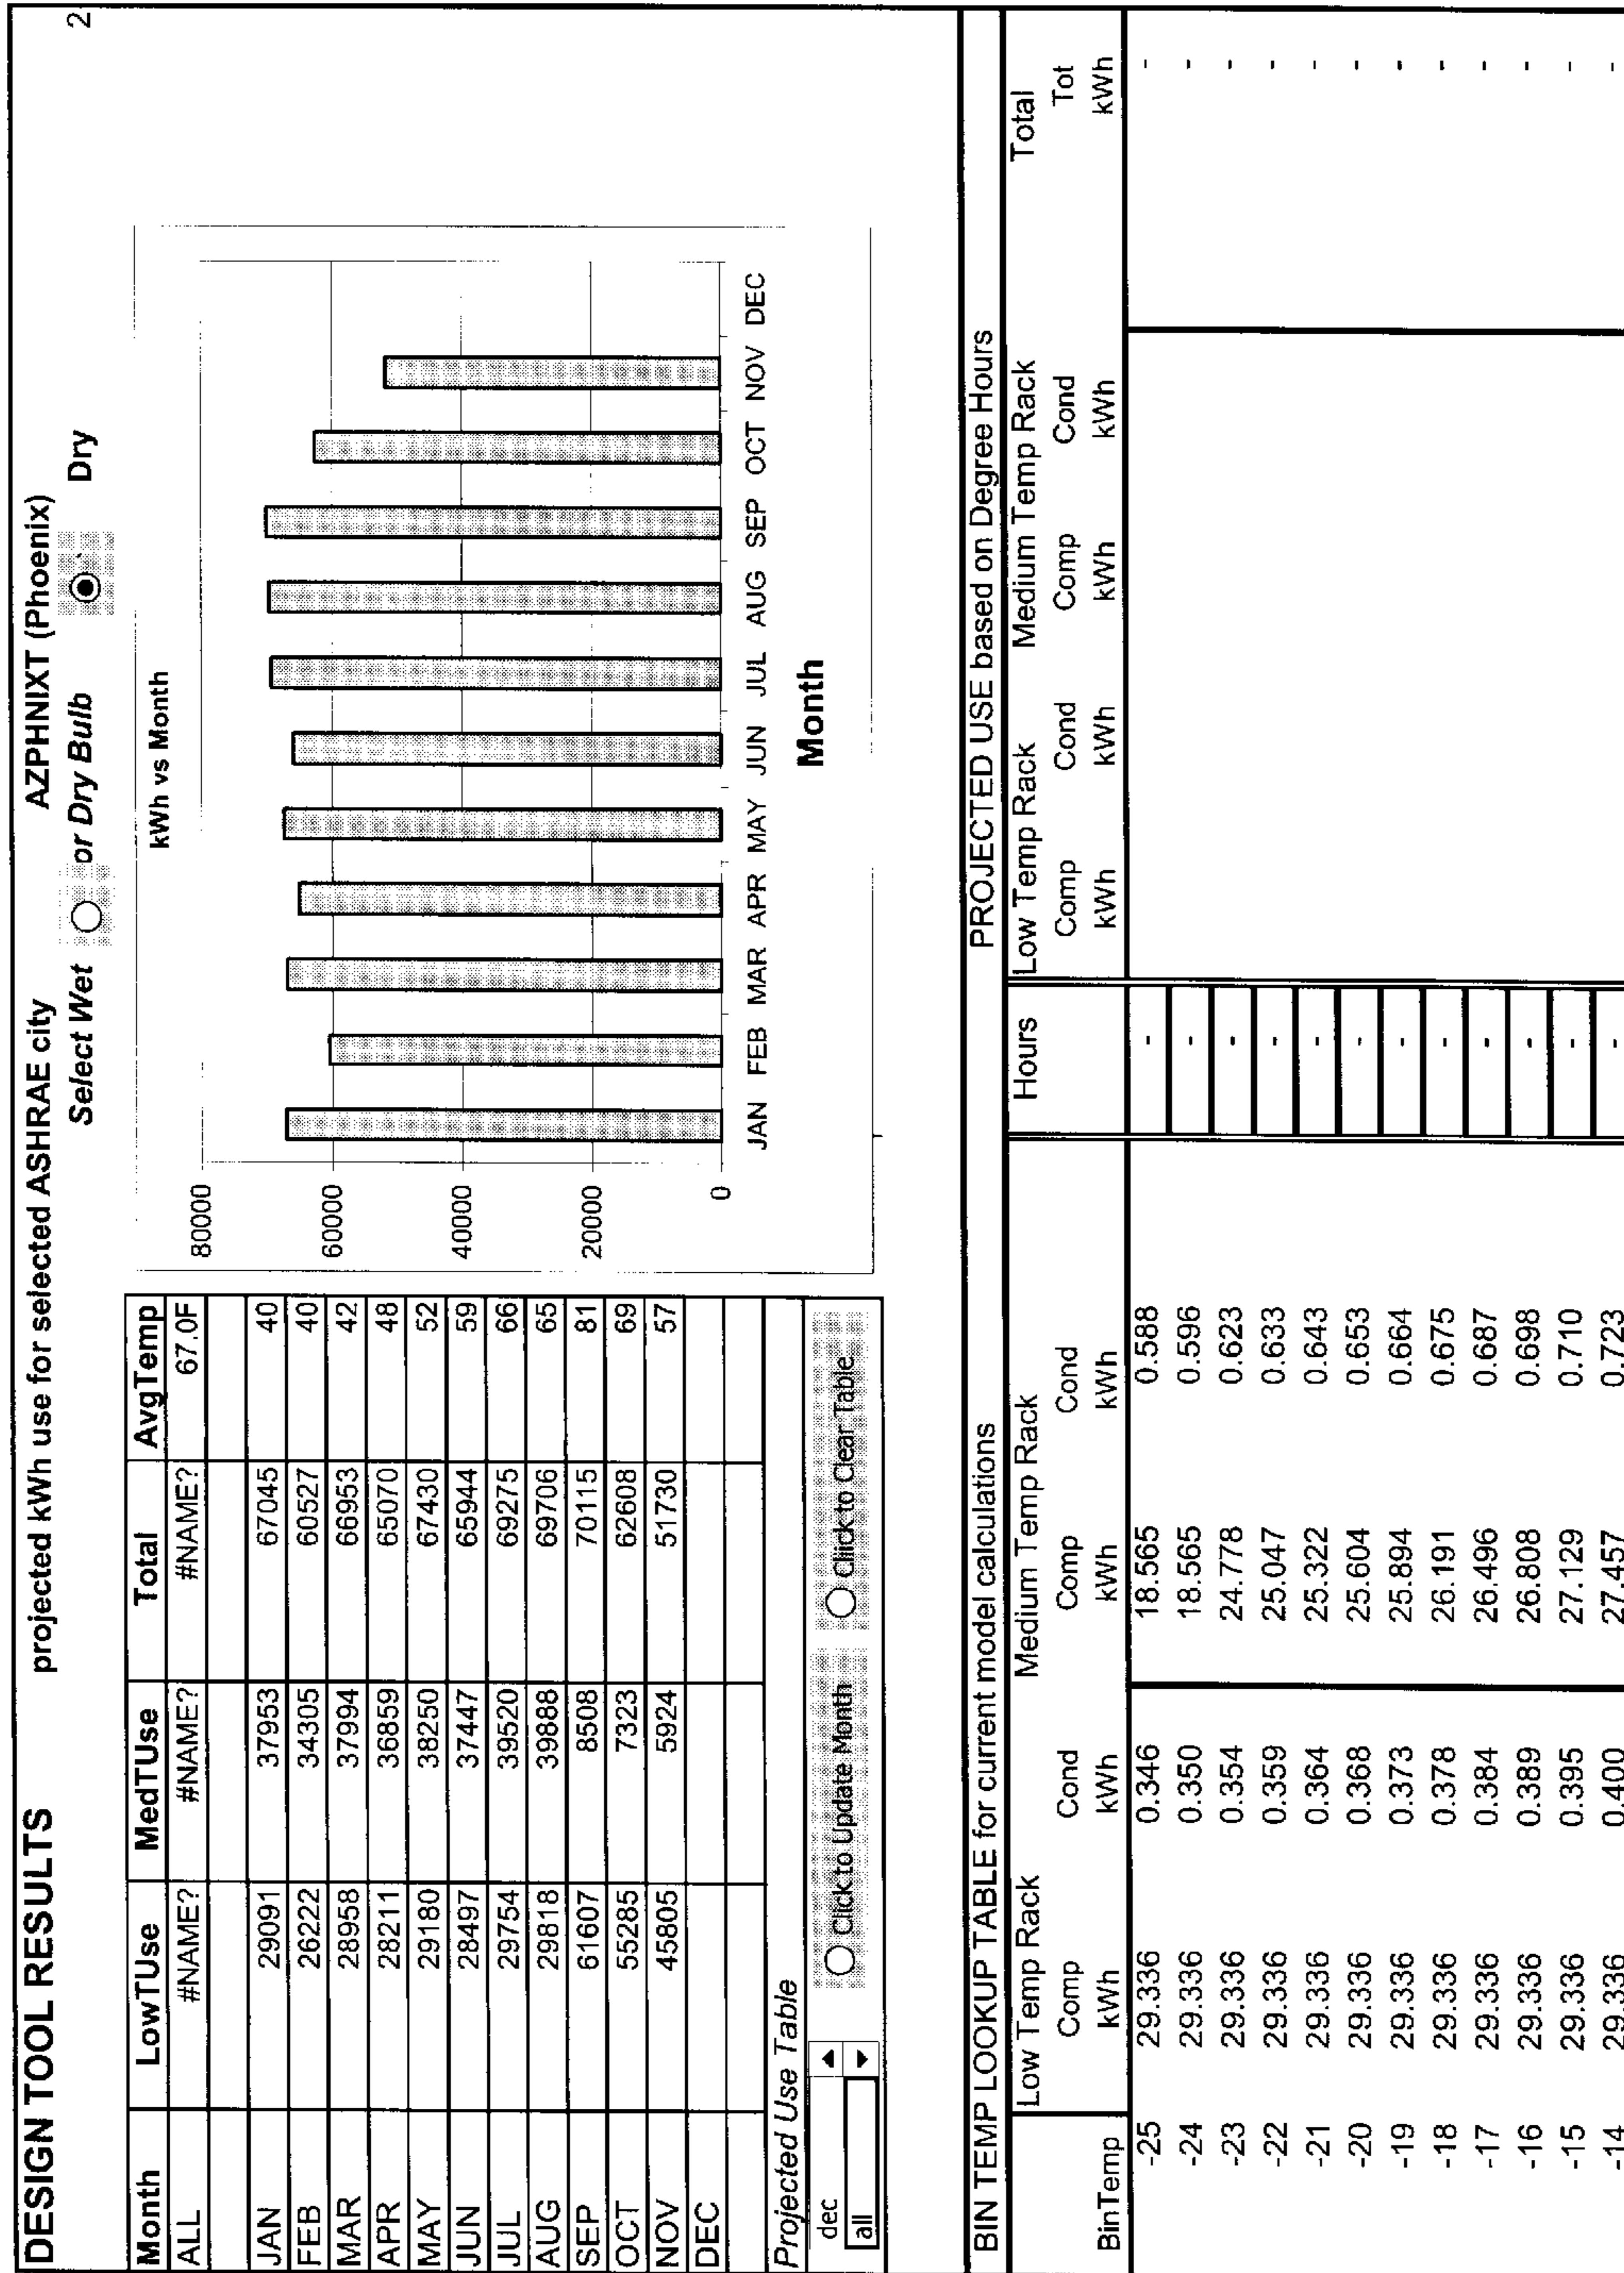 DESIGN TOOL RESULTS projected kWh use for selected ASHRAE city AZPHNIXT (Phoenix) 2
Select Wet or Dry Bulb Dry
Month LowTUse MedTUse Total AvgTemp
ALL #NAME? #NAME? #NAME? 67.0F
JAN 29091 37953 67045 40
FEB 26222 34305 60527 40
MAR 28958 37994 66953 42
APR 28211 36859 65070 48
MAY 29180 38250 67430 52
JUN 28497 37447 65944 59
JUL 29754 39520 69275 66
AUG 29818 39888 69706 65
SEP 61607 8508 70115 81
OCT 55285 7323 62608 69
NOV 45805 5924 51730 57
DEC
Projected Use Table
dec
all
Click to Update Month Click to Clear Table
kWh vs Month
80000
60000
40000
20000
0
JAN FEB MAR APR MAY JUN JUL AUG SEP OCT NOV DEC
Month
BIN TEMP LOOKUP TABLE for current model calculations PROJECTED USE based on Degree Hours
Low Temp Rack Medium Temp Rack Hours Low Temp Rack Medium Temp Rack Total
Comp Cond Comp Cond Comp Cond Comp Cond Tot
BinTemp kWh kWh kWh kWh kWh kWh kWh kWh kWh
-25 29.336 0.346 18.565 0.588 - -
-24 29.336 0.350 18.565 0.596 - -
-23 29.336 0.354 24.778 0.623 - -
-22 29.336 0.359 25.047 0.633 - -
-21 29.336 0.364 25.322 0.643 - -
-20 29.336 0.368 25.604 0.653 - -
-19 29.336 0.373 25.894 0.664 - -
-18 29.336 0.378 26.191 0.675 - -
-17 29.336 0.384 26.496 0.687 - -
-16 29.336 0.389 26.808 0.698 - -
-15 29.336 0.395 27.129 0.710 - -
-14 29.336 0.400 27.457 0.723 - -